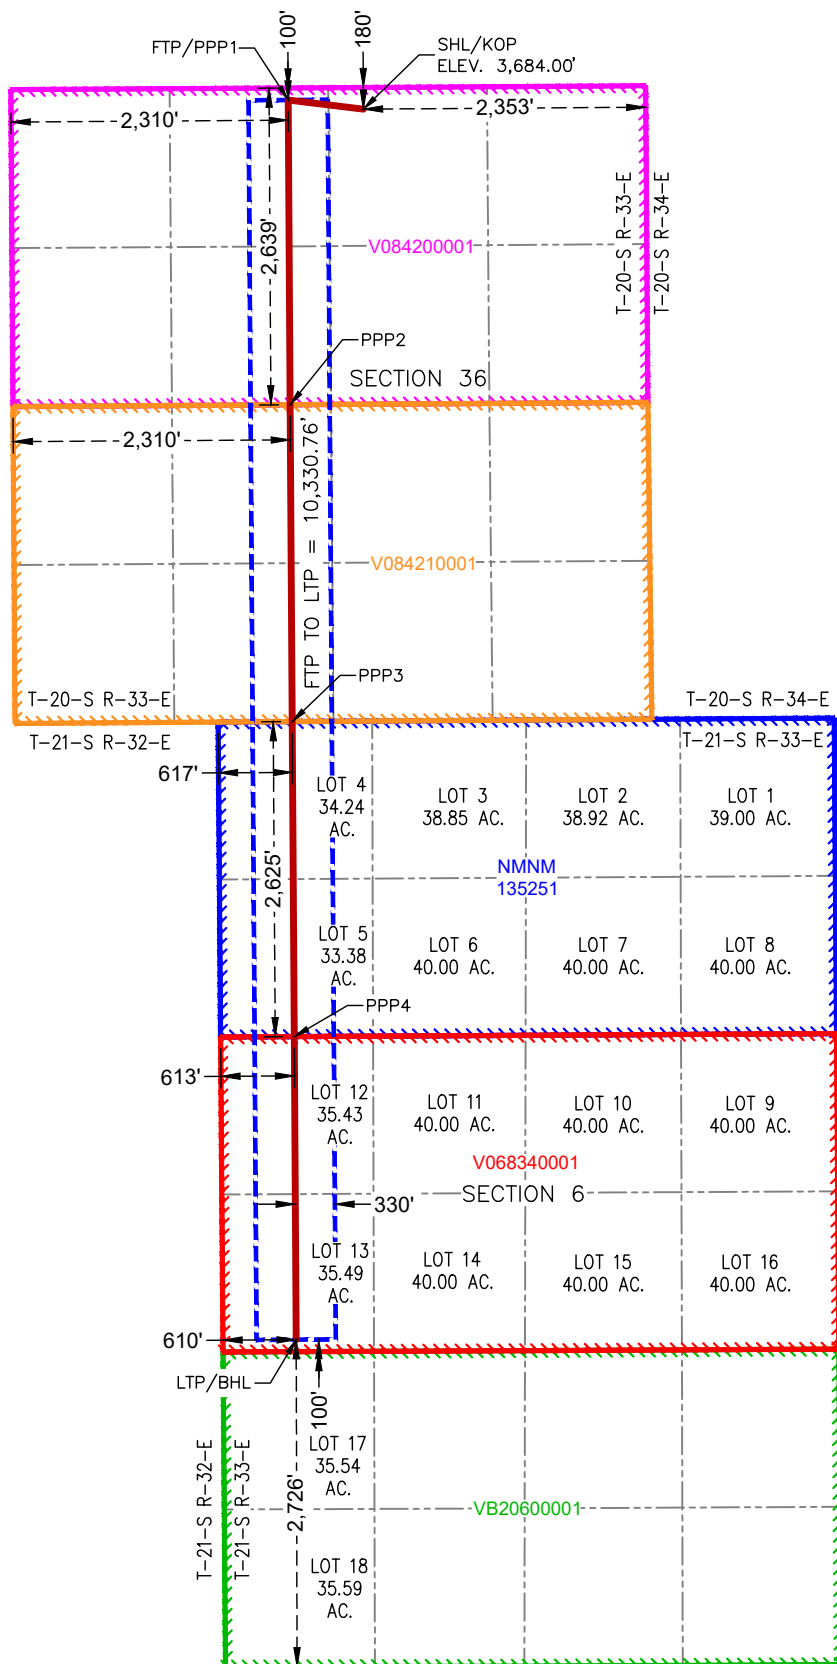 100'
180'
FTP/PPP1
SHL/KOP
ELEV. 3,684.00'
2,310'
2,353'
2,639'
V084200001
T-20-S R-33-E
T-20-S R-34-E
PPP2
SECTION 36
2,310'
FTP TO LTP = 10,330.76'
V084210001
PPP3
T-20-S R-33-E
T-21-S R-32-E
T-20-S R-34-E
T-21-S R-33-E
617'
2,625'
LOT 4
34.24
AC.
LOT 3
38.85 AC.
LOT 2
38.92 AC.
LOT 1
39.00 AC.
NMNM
135251
LOT 5
33.38
AC.
LOT 6
40.00 AC.
LOT 7
40.00 AC.
LOT 8
40.00 AC.
PPP4
613'
LOT 12
35.43
AC.
LOT 11
40.00 AC.
LOT 10
40.00 AC.
LOT 9
40.00 AC.
V068340001
SECTION 6
330'
LOT 13
35.49
AC.
LOT 14
40.00 AC.
LOT 15
40.00 AC.
LOT 16
40.00 AC.
610'
LTP/BHL
100'
T-21-S R-32-E
T-21-S R-33-E
2,726'
LOT 17
35.54
AC.
VB20600001
LOT 18
35.59
AC.